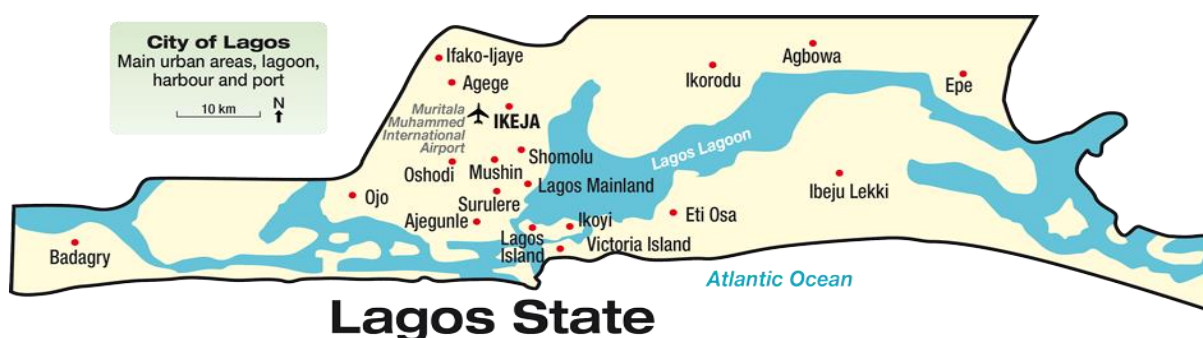 City of Lagos
Main urban areas, lagoon,
harbour and port
10 km
N
Ifako-Ijaye
Agege
Muritala
Muhammed
International
Airport
IKEJA
Ikorodu
Agbowa
Epe
Oshodi
Mushin
Shomolu
Lagos Lagoon
Ojo
Surulere
Lagos Mainland
Ibeju Lekki
Ajegunle
Lagos
Island
Ikoyi
Eti Osa
Victoria Island
Badagry
Atlantic Ocean
Lagos State